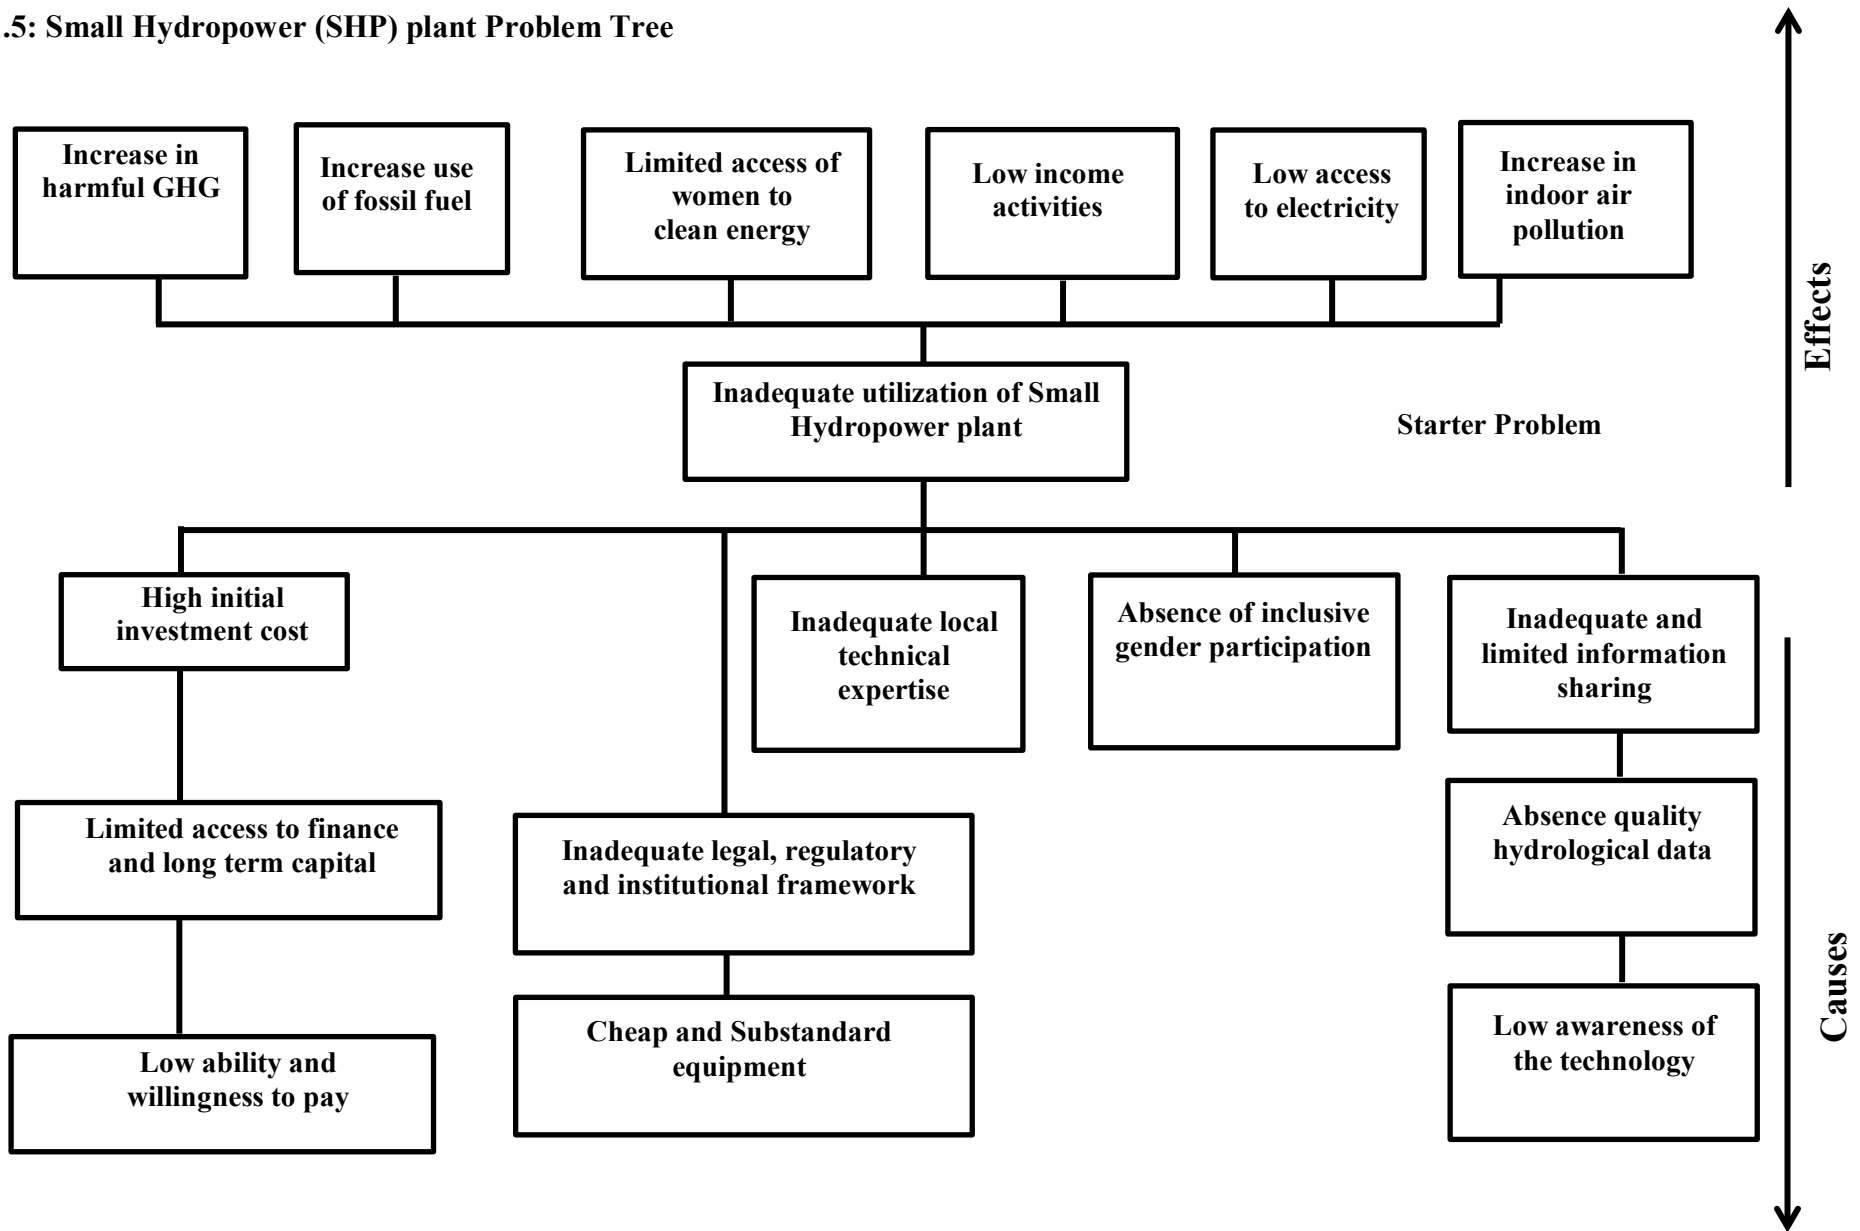 .5: Small Hydropower (SHP) plant Problem Tree
Increase in
harmful GHG
Increase use
of fossil fuel
Limited access of
women to
clean energy
Low income
activities
Low access
to electricity
Increase in
indoor air
pollution
Effects
Inadequate utilization of Small
Hydropower plant
Starter Problem
High initial
investment cost
Inadequate local
technical
expertise
Absence of inclusive
gender participation
Inadequate and
limited information
sharing
Limited access to finance
and long term capital
Inadequate legal, regulatory
and institutional framework
Absence quality
hydrological data
Causes
Low ability and
willingness to pay
Cheap and Substandard
equipment
Low awareness of
the technology